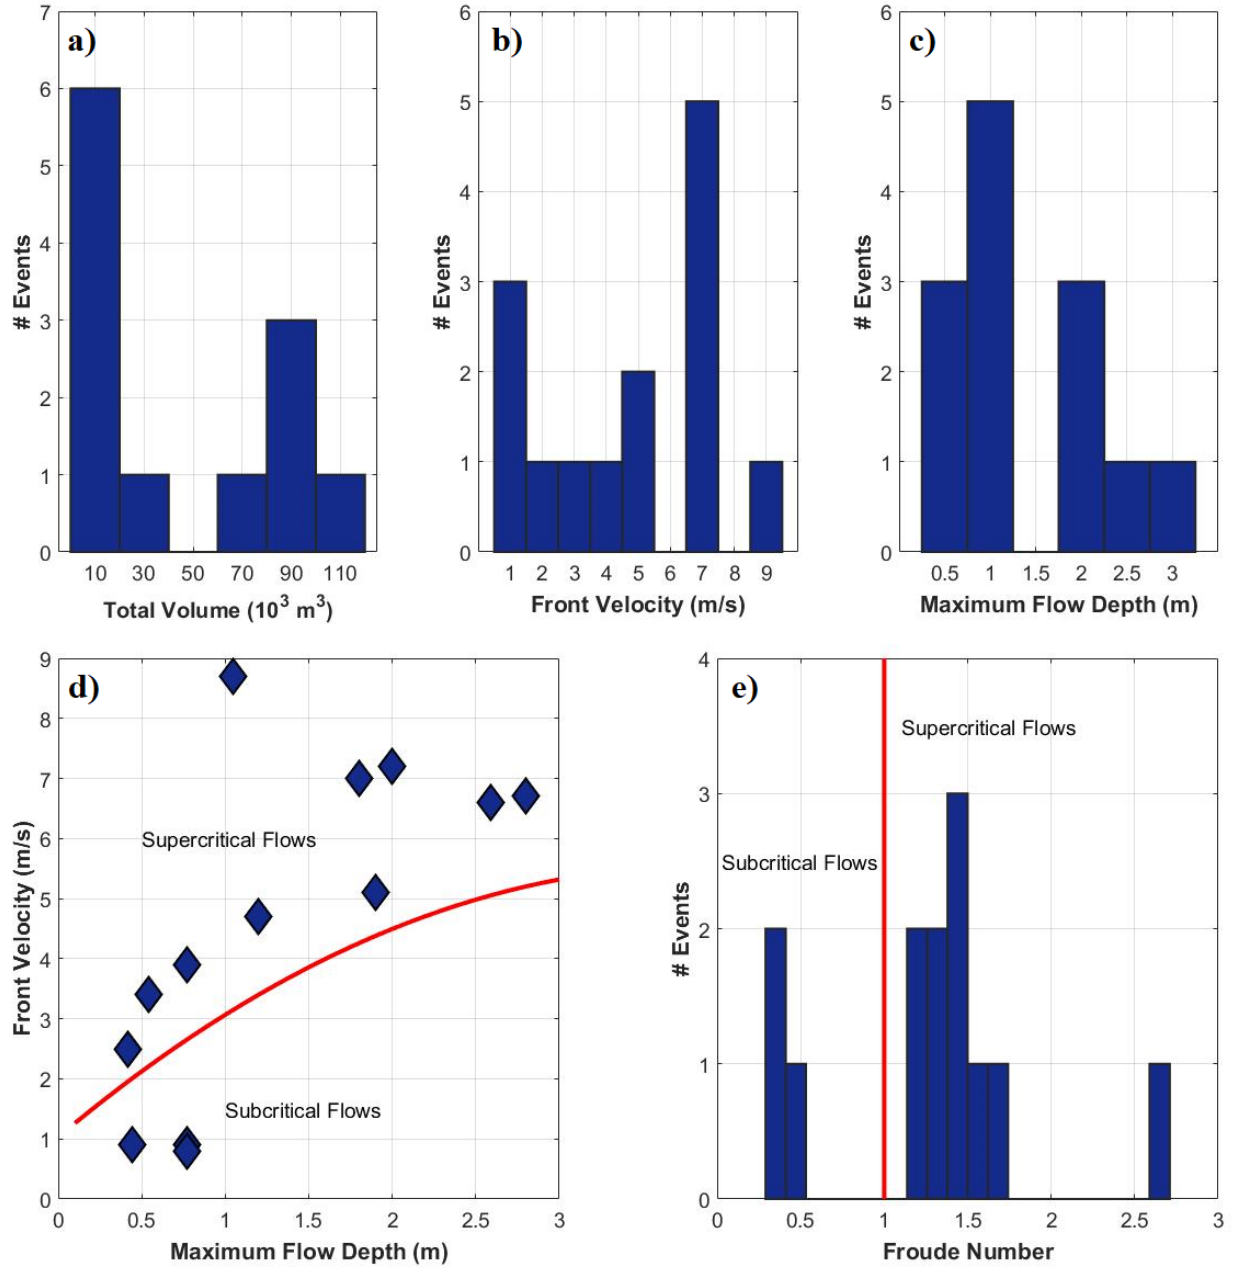 a)
7
6
5
4
3
2
1
0
# Events
10 30 50 70 90 110
Total Volume (10³ m³)
b)
6
5
4
3
2
1
0
# Events
1 2 3 4 5 6 7 8 9
Front Velocity (m/s)
c)
6
5
4
3
2
1
0
# Events
0.5 1 1.5 2 2.5 3
Maximum Flow Depth (m)
d)
9
8
7
6
5
4
3
2
1
0
Front Velocity (m/s)
Supercritical Flows
Subcritical Flows
0 0.5 1 1.5 2 2.5 3
Maximum Flow Depth (m)
e)
4
3
2
1
0
# Events
Supercritical Flows
Subcritical Flows
0 0.5 1 1.5 2 2.5 3
Froude Number